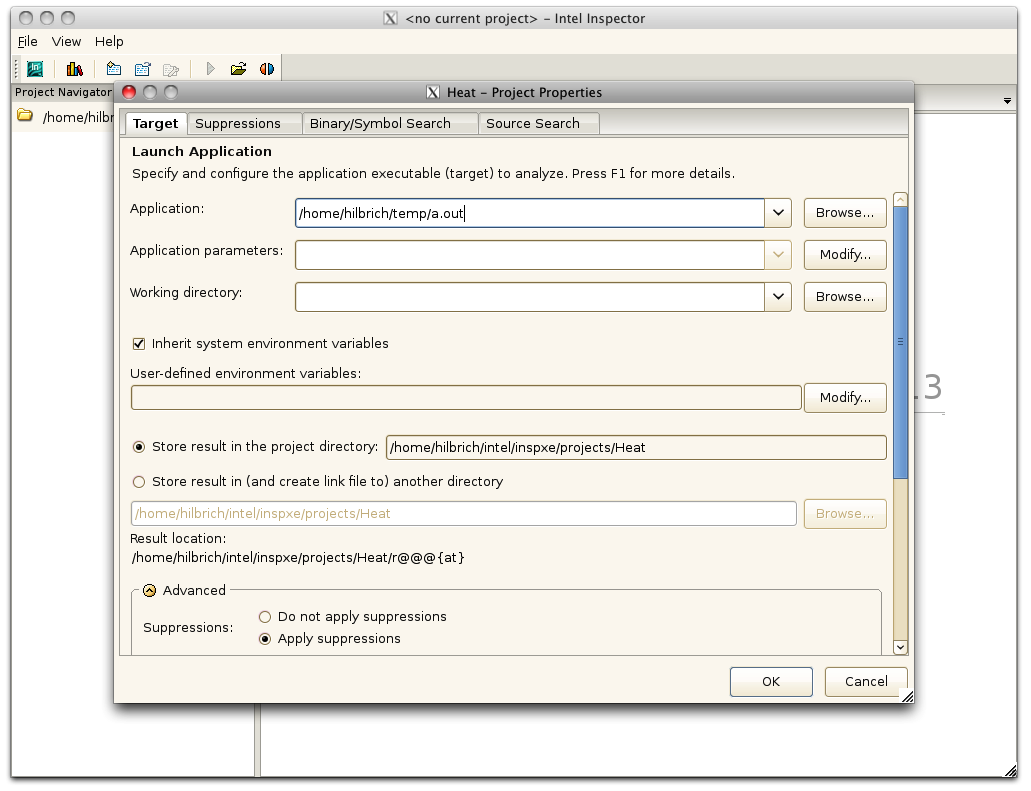 <no current project> – Intel Inspector
File View Help
Project Navigator
/home/hilbr
Heat – Project Properties
Target Suppressions Binary/Symbol Search Source Search
Launch Application
Specify and configure the application executable (target) to analyze. Press F1 for more details.
Application: /home/hilbrich/temp/a.out Browse...
Application parameters: Modify...
Working directory: Browse...
Inherit system environment variables
User-defined environment variables:
Modify...
.3
Store result in the project directory: /home/hilbrich/intel/inspxe/projects/Heat
Store result in (and create link file to) another directory
/home/hilbrich/intel/inspxe/projects/Heat Browse...
Result location:
/home/hilbrich/intel/inspxe/projects/Heat/r@@@{at}
Advanced
Suppressions: Do not apply suppressions
Apply suppressions
OK Cancel